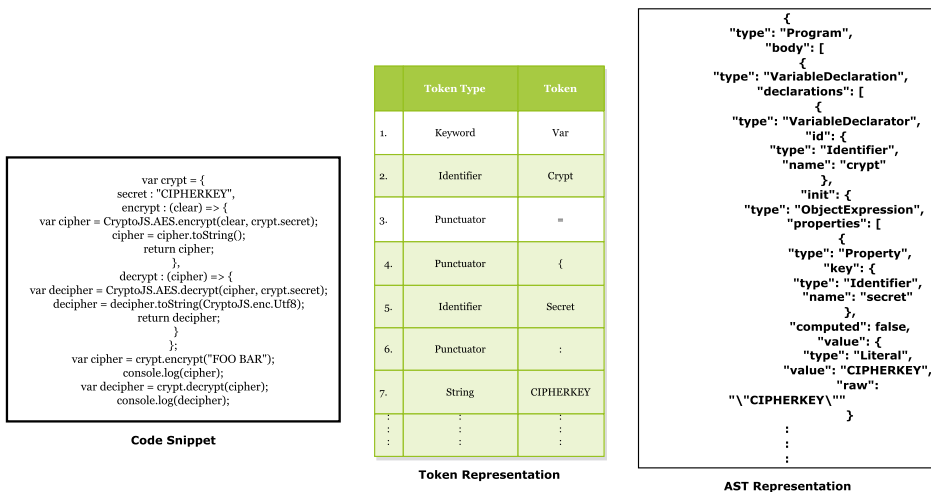 var crypt = {
secret : "CIPHERKEY",
encrypt : (clear) => {
var cipher = CryptoJS.AES.encrypt(clear, crypt.secret);
cipher = cipher.toString();
return cipher;
},
decrypt : (cipher) => {
var decipher = CryptoJS.AES.decrypt(cipher, crypt.secret);
decipher = decipher.toString(CryptoJS.enc.Utf8);
return decipher;
}
};
var cipher = crypt.encrypt("FOO BAR");
console.log(cipher);
var decipher = crypt.decrypt(cipher);
console.log(decipher);
Code Snippet
Token Type Token
1. Keyword Var
2. Identifier Crypt
3. Punctuator =
4. Punctuator {
5. Identifier Secret
6. Punctuator :
7. String CIPHERKEY
: : :
: : :
: : :
Token Representation
{
"type": "Program",
"body": [
{
"type": "VariableDeclaration",
"declarations": [
{
"type": "VariableDeclarator",
"id": {
"type": "Identifier",
"name": "crypt"
},
"init": {
"type": "ObjectExpression",
"properties": [
{
"type": "Property",
"key": {
"type": "Identifier",
"name": "secret"
},
"computed": false,
"value": {
"type": "Literal",
"value": "CIPHERKEY",
"raw":
"\"CIPHERKEY\""
}
:
:
:
AST Representation